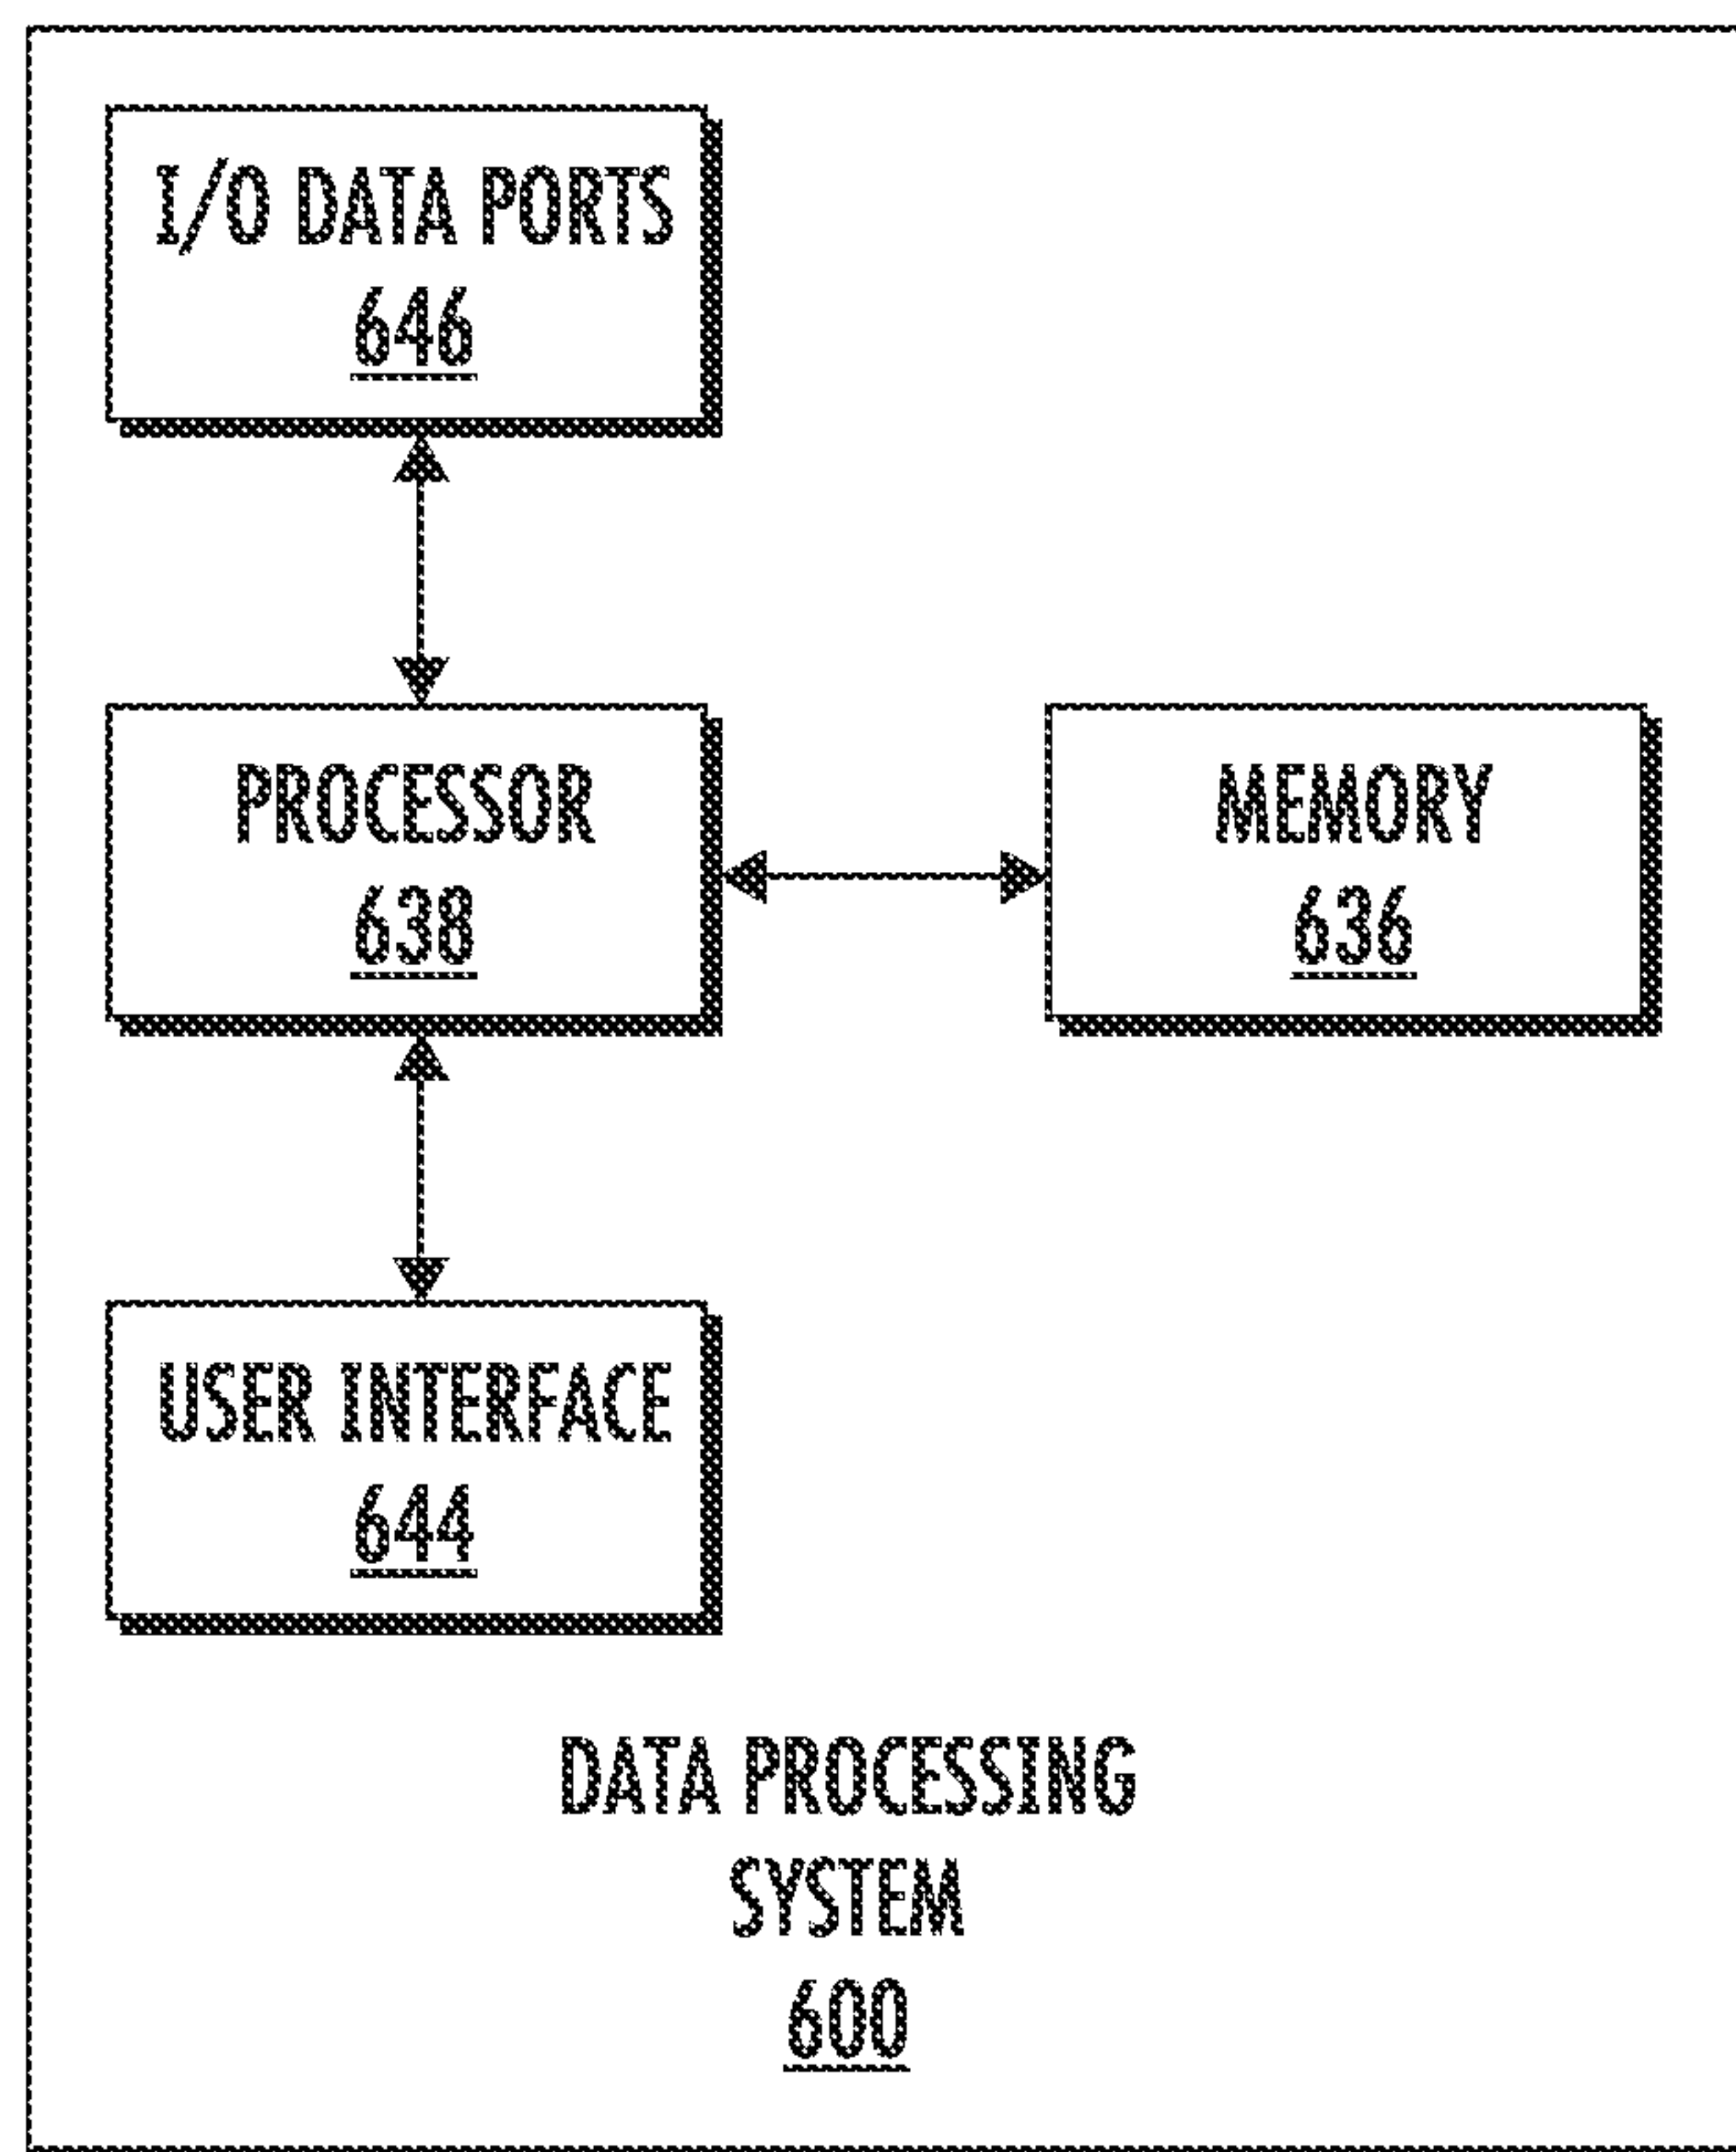 I/O DATA PORTS
646
PROCESSOR
638
MEMORY
636
USER INTERFACE
644
DATA PROCESSING
SYSTEM
600